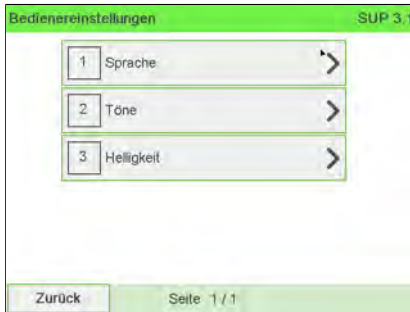 Bedienereinstellungen SUP 3.1
1 Sprache
2 Töne
3 Helligkeit
Zurück Seite 1 / 1